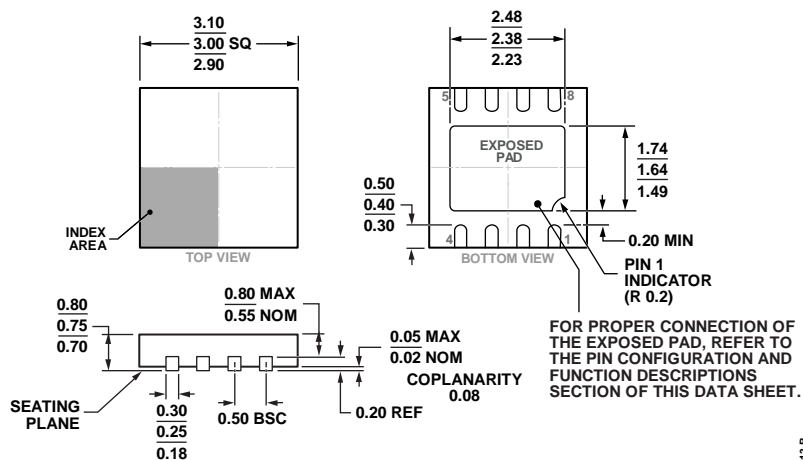 3.10
3.00 SQ
2.90
2.48
2.38
2.23
5
8
EXPOSED
PAD
1.74
1.64
1.49
0.50
0.40
0.30
INDEX
AREA
TOP VIEW
4
1
BOTTOM VIEW
0.20 MIN
PIN 1
INDICATOR
(R 0.2)
0.80
0.75
0.70
0.80 MAX
0.55 NOM
0.05 MAX
0.02 NOM
COPLANARITY
0.08
SEATING
PLANE
0.30
0.25
0.18
0.50 BSC
0.20 REF
FOR PROPER CONNECTION OF
THE EXPOSED PAD, REFER TO
THE PIN CONFIGURATION AND
FUNCTION DESCRIPTIONS
SECTION OF THIS DATA SHEET.